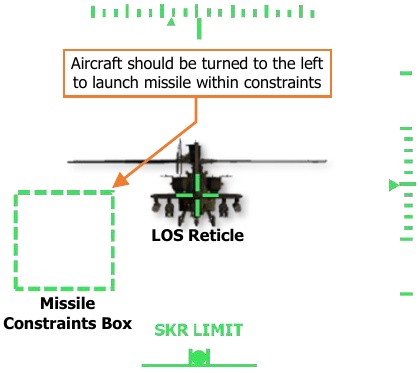 Aircraft should be turned to the left
to launch missile within constraints
LOS Reticle
Missile
Constraints Box
SKR LIMIT